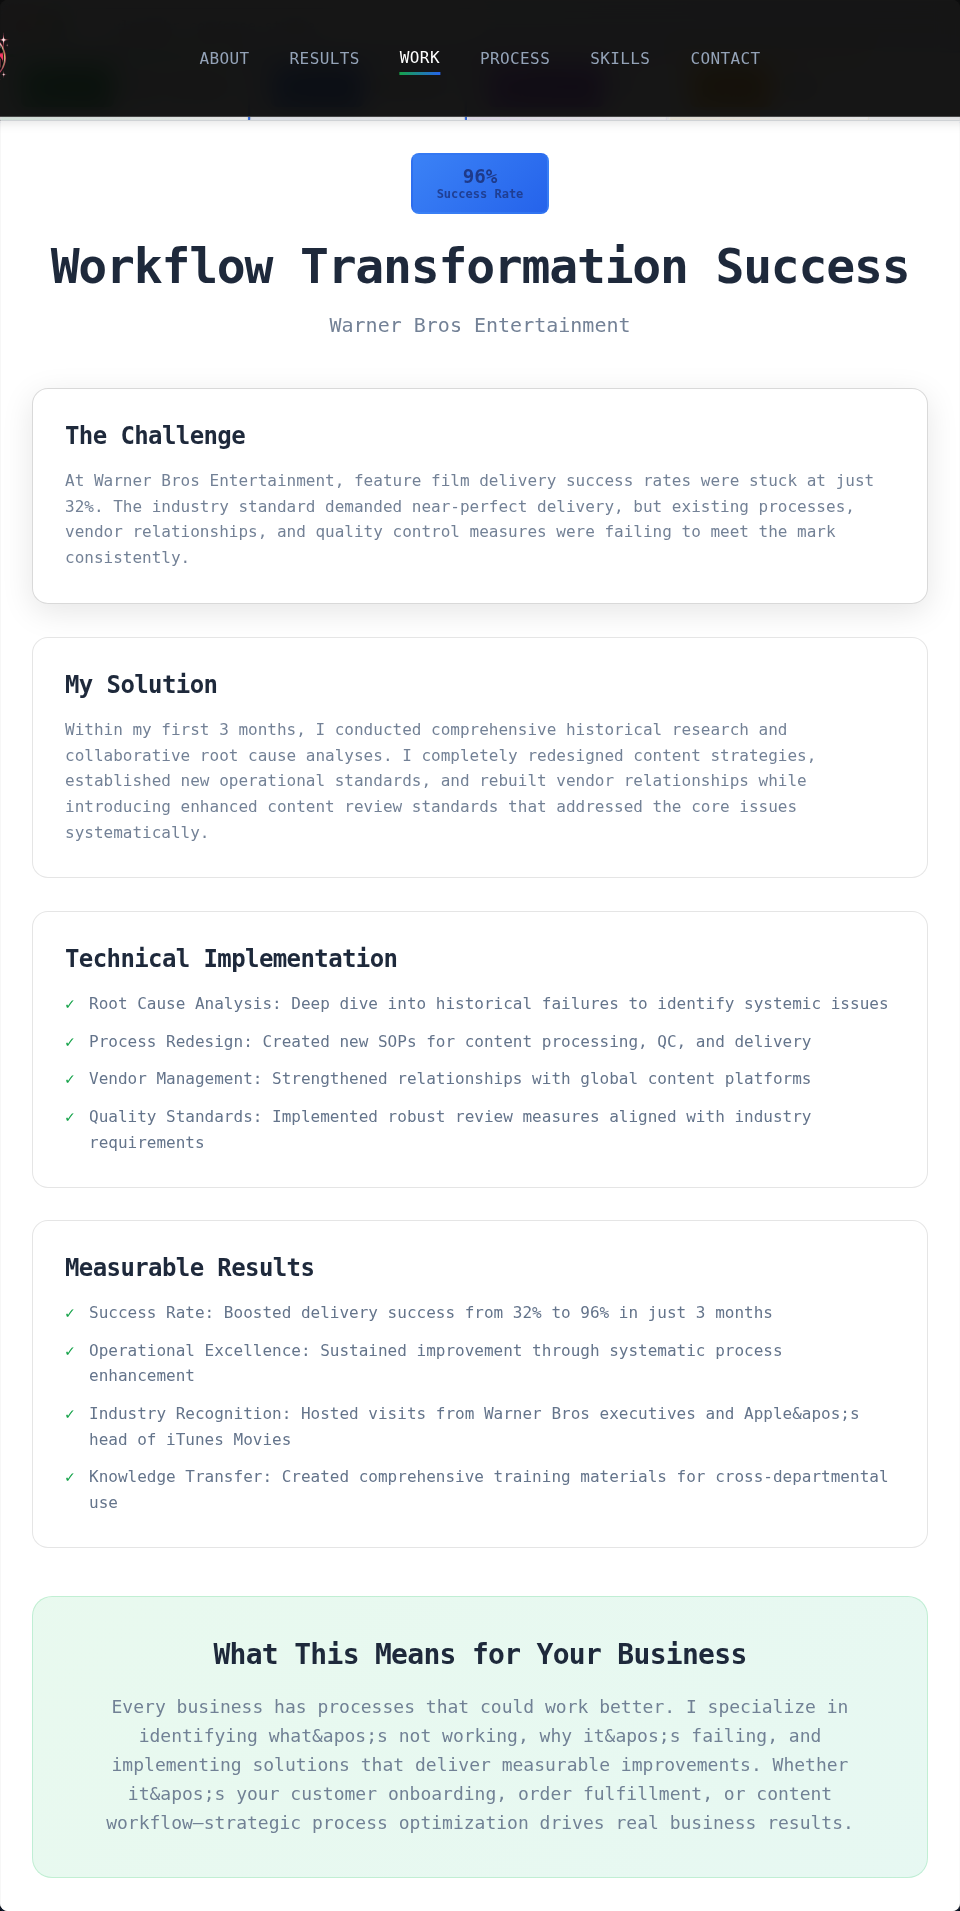 ABOUT RESULTS WORK PROCESS SKILLS CONTACT
96%
Success Rate
Workflow Transformation Success
Warner Bros Entertainment
The Challenge
At Warner Bros Entertainment, feature film delivery success rates were stuck at just
32%. The industry standard demanded near-perfect delivery, but existing processes,
vendor relationships, and quality control measures were failing to meet the mark
consistently.
My Solution
Within my first 3 months, I conducted comprehensive historical research and
collaborative root cause analyses. I completely redesigned content strategies,
established new operational standards, and rebuilt vendor relationships while
introducing enhanced content review standards that addressed the core issues
systematically.
Technical Implementation
✓ Root Cause Analysis: Deep dive into historical failures to identify systemic issues
✓ Process Redesign: Created new SOPs for content processing, QC, and delivery
✓ Vendor Management: Strengthened relationships with global content platforms
✓ Quality Standards: Implemented robust review measures aligned with industry
requirements
Measurable Results
✓ Success Rate: Boosted delivery success from 32% to 96% in just 3 months
✓ Operational Excellence: Sustained improvement through systematic process
enhancement
✓ Industry Recognition: Hosted visits from Warner Bros executives and Apple&apos;s
head of iTunes Movies
✓ Knowledge Transfer: Created comprehensive training materials for cross-departmental
use
What This Means for Your Business
Every business has processes that could work better. I specialize in
identifying what&apos;s not working, why it&apos;s failing, and
implementing solutions that deliver measurable improvements. Whether
it&apos;s your customer onboarding, order fulfillment, or content
workflow—strategic process optimization drives real business results.